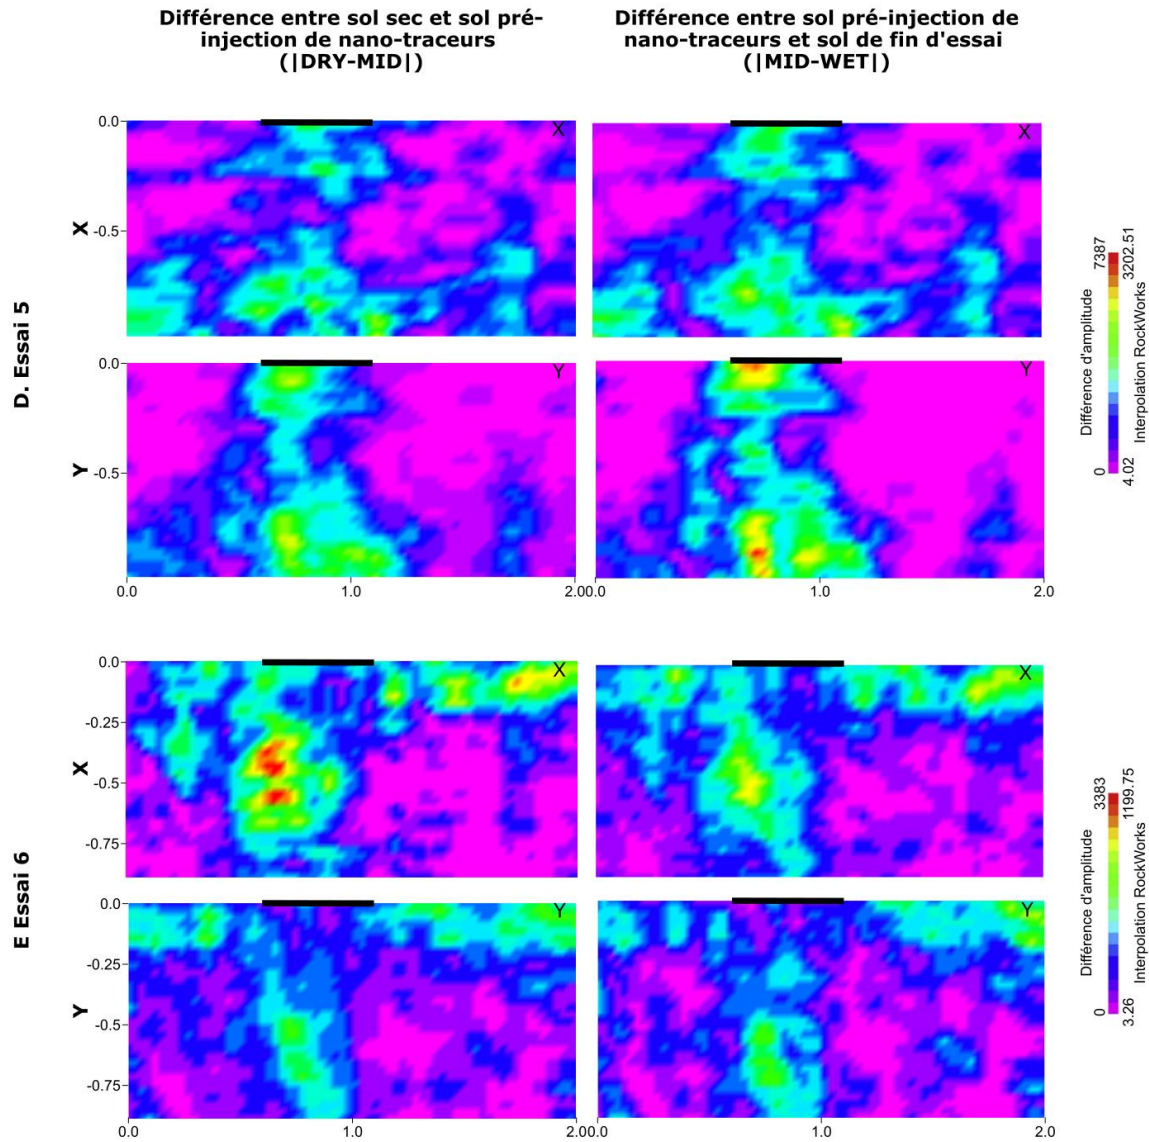 Différence entre sol sec et sol pré-
injection de nano-traceurs
(|DRY-MID|)
Différence entre sol pré-injection de
nano-traceurs et sol de fin d'essai
(|MID-WET|)
D. Essai 5
X
0.0
-0.5
X
X
Y
0.0
-0.5
Y
Y
0.0
1.0
2.00.0
1.0
2.0
7387
3202.51
Différence d'amplitude
Interpolation RockWorks
0
4.02
E Essai 6
X
0.0
-0.25
-0.5
-0.75
X
X
Y
0.0
-0.25
-0.5
-0.75
Y
Y
0.0
1.0
2.00.0
1.0
2.0
3383
1199.75
Différence d'amplitude
Interpolation RockWorks
0
3.26